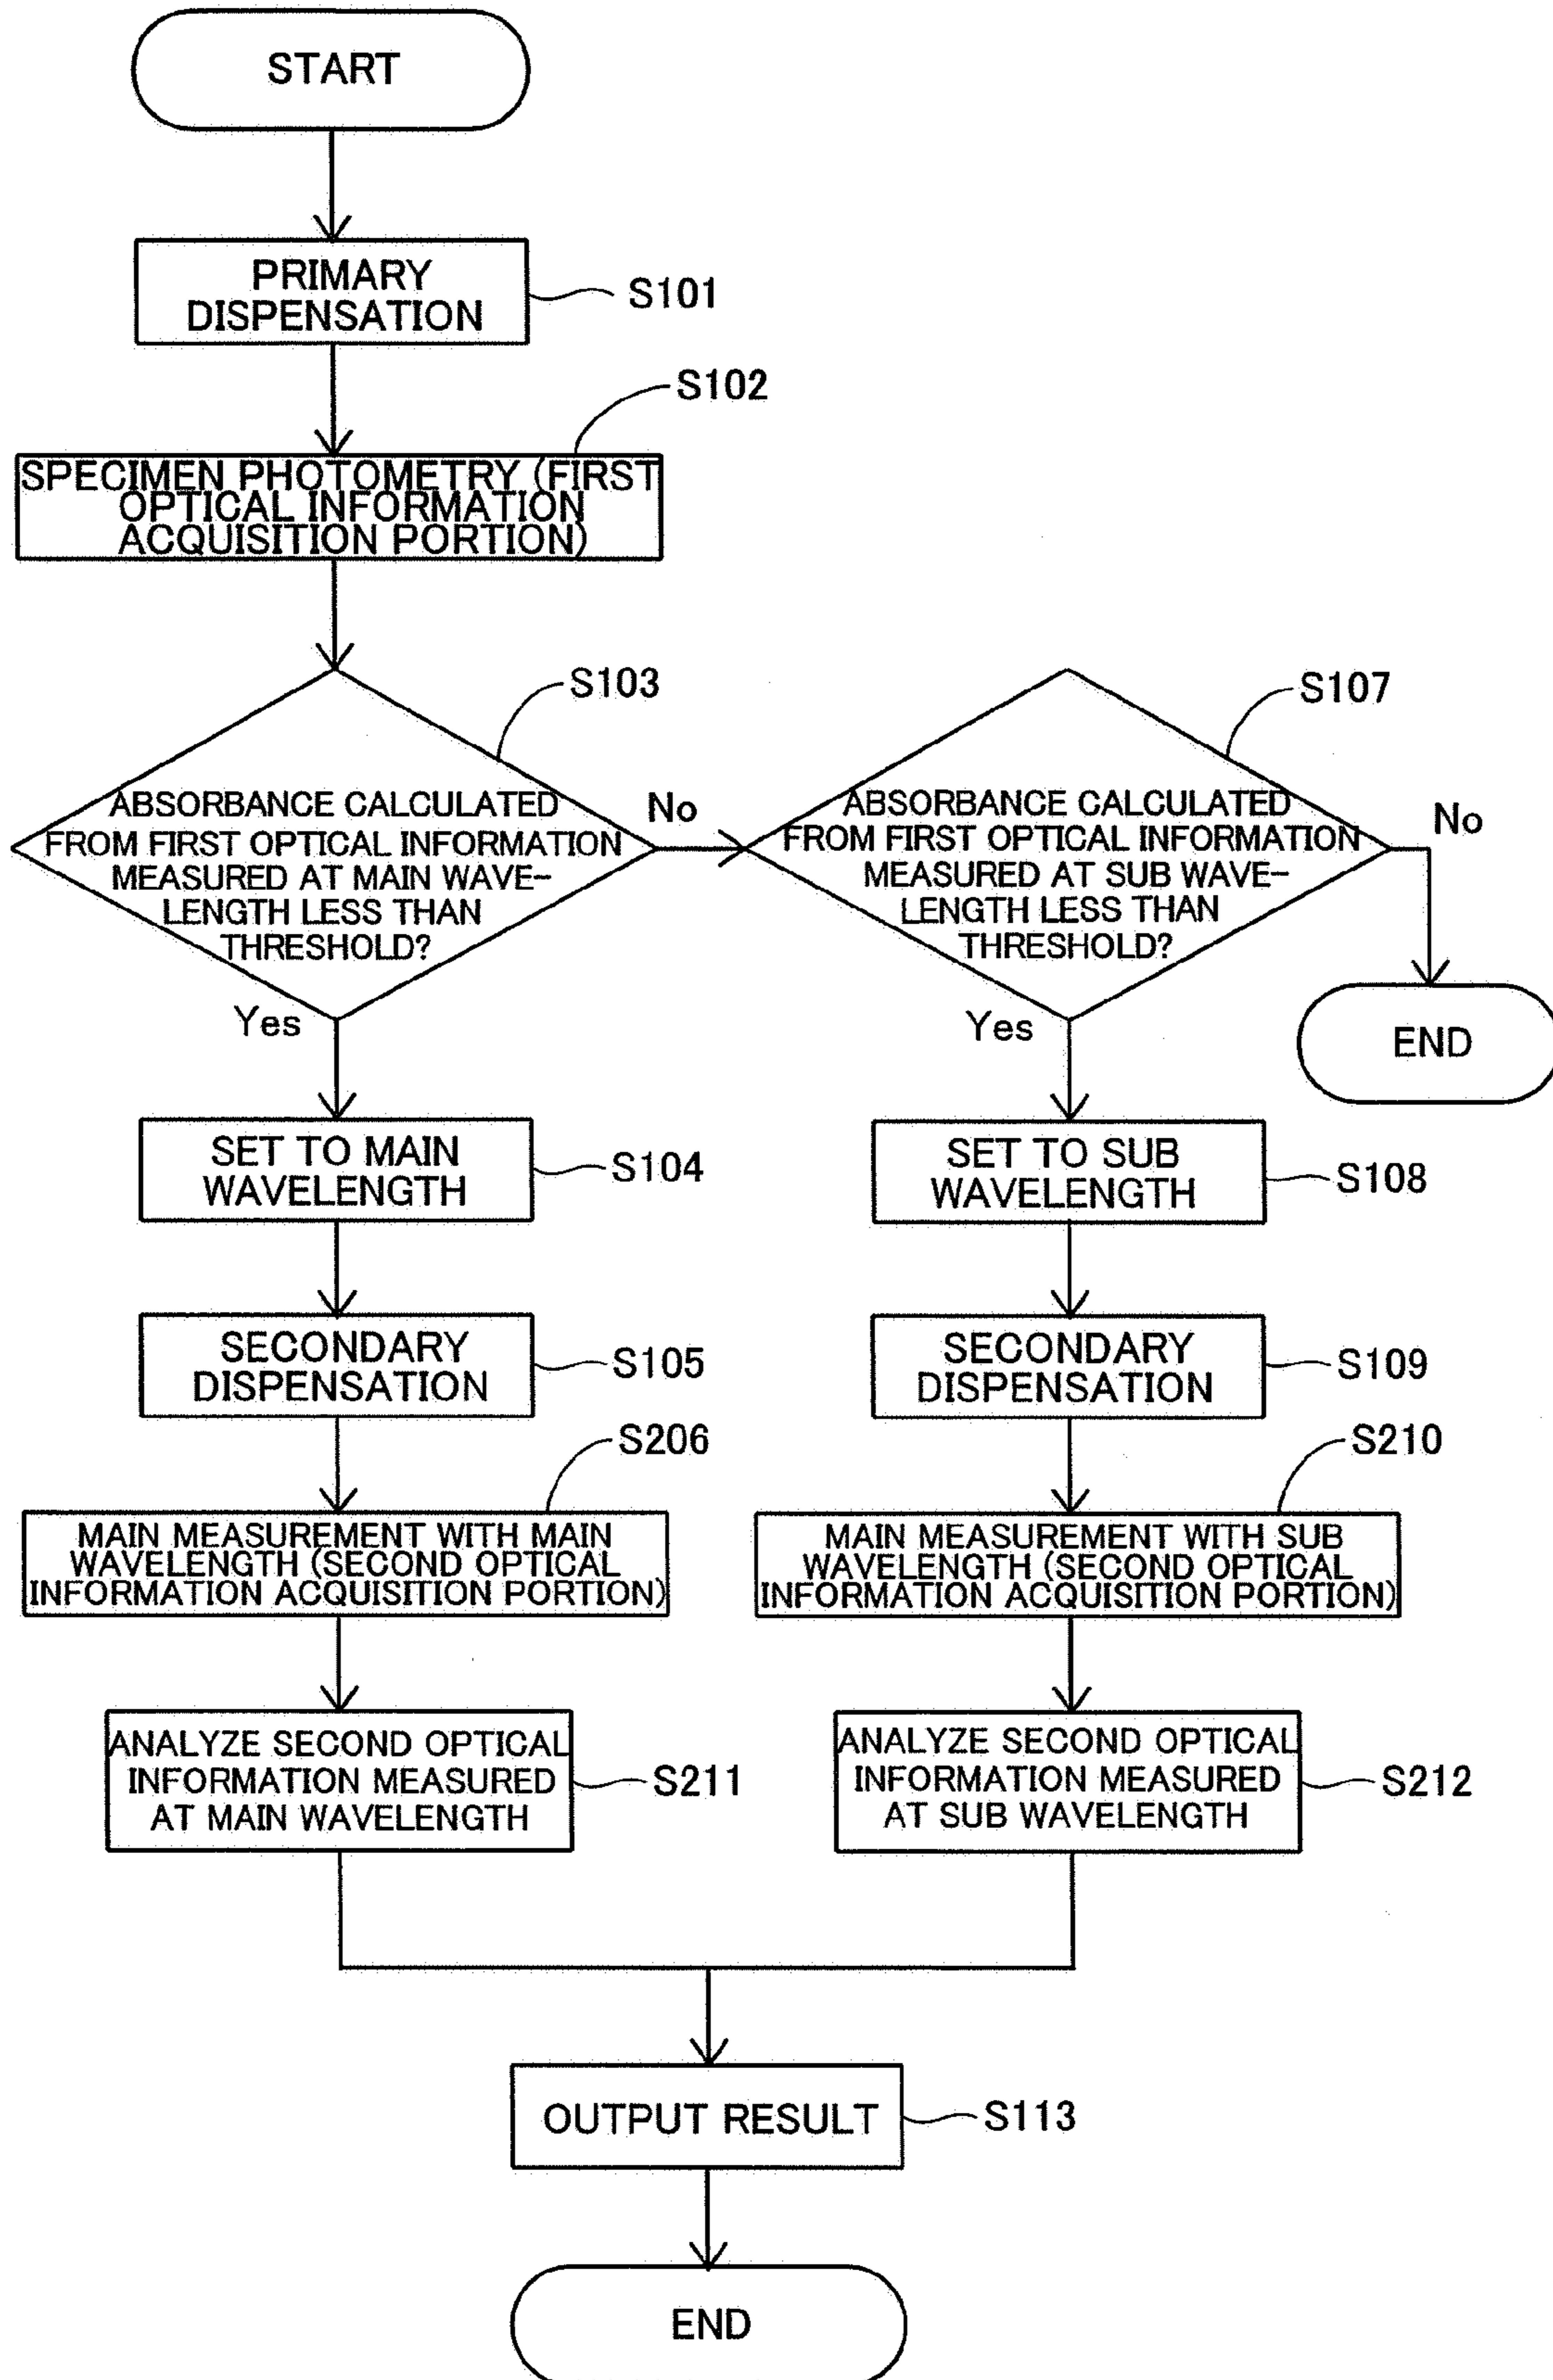 START
PRIMARY
DISPENSATION
S101
S102
SPECIMEN PHOTOMETRY (FIRST
OPTICAL INFORMATION
ACQUISITION PORTION)
S103
ABSORBANCE CALCULATED
FROM FIRST OPTICAL INFORMATION
MEASURED AT MAIN WAVE-
LENGTH LESS THAN
THRESHOLD?
No
Yes
S107
ABSORBANCE CALCULATED
FROM FIRST OPTICAL INFORMATION
MEASURED AT SUB WAVE-
LENGTH LESS THAN
THRESHOLD?
No
Yes
END
SET TO MAIN
WAVELENGTH
S104
SET TO SUB
WAVELENGTH
S108
SECONDARY
DISPENSATION
S105
SECONDARY
DISPENSATION
S109
S206
MAIN MEASUREMENT WITH MAIN
WAVELENGTH (SECOND OPTICAL
INFORMATION ACQUISITION PORTION)
S210
MAIN MEASUREMENT WITH SUB
WAVELENGTH (SECOND OPTICAL
INFORMATION ACQUISITION PORTION)
ANALYZE SECOND OPTICAL
INFORMATION MEASURED
AT MAIN WAVELENGTH
S211
ANALYZE SECOND OPTICAL
INFORMATION MEASURED
AT SUB WAVELENGTH
S212
OUTPUT RESULT
S113
END